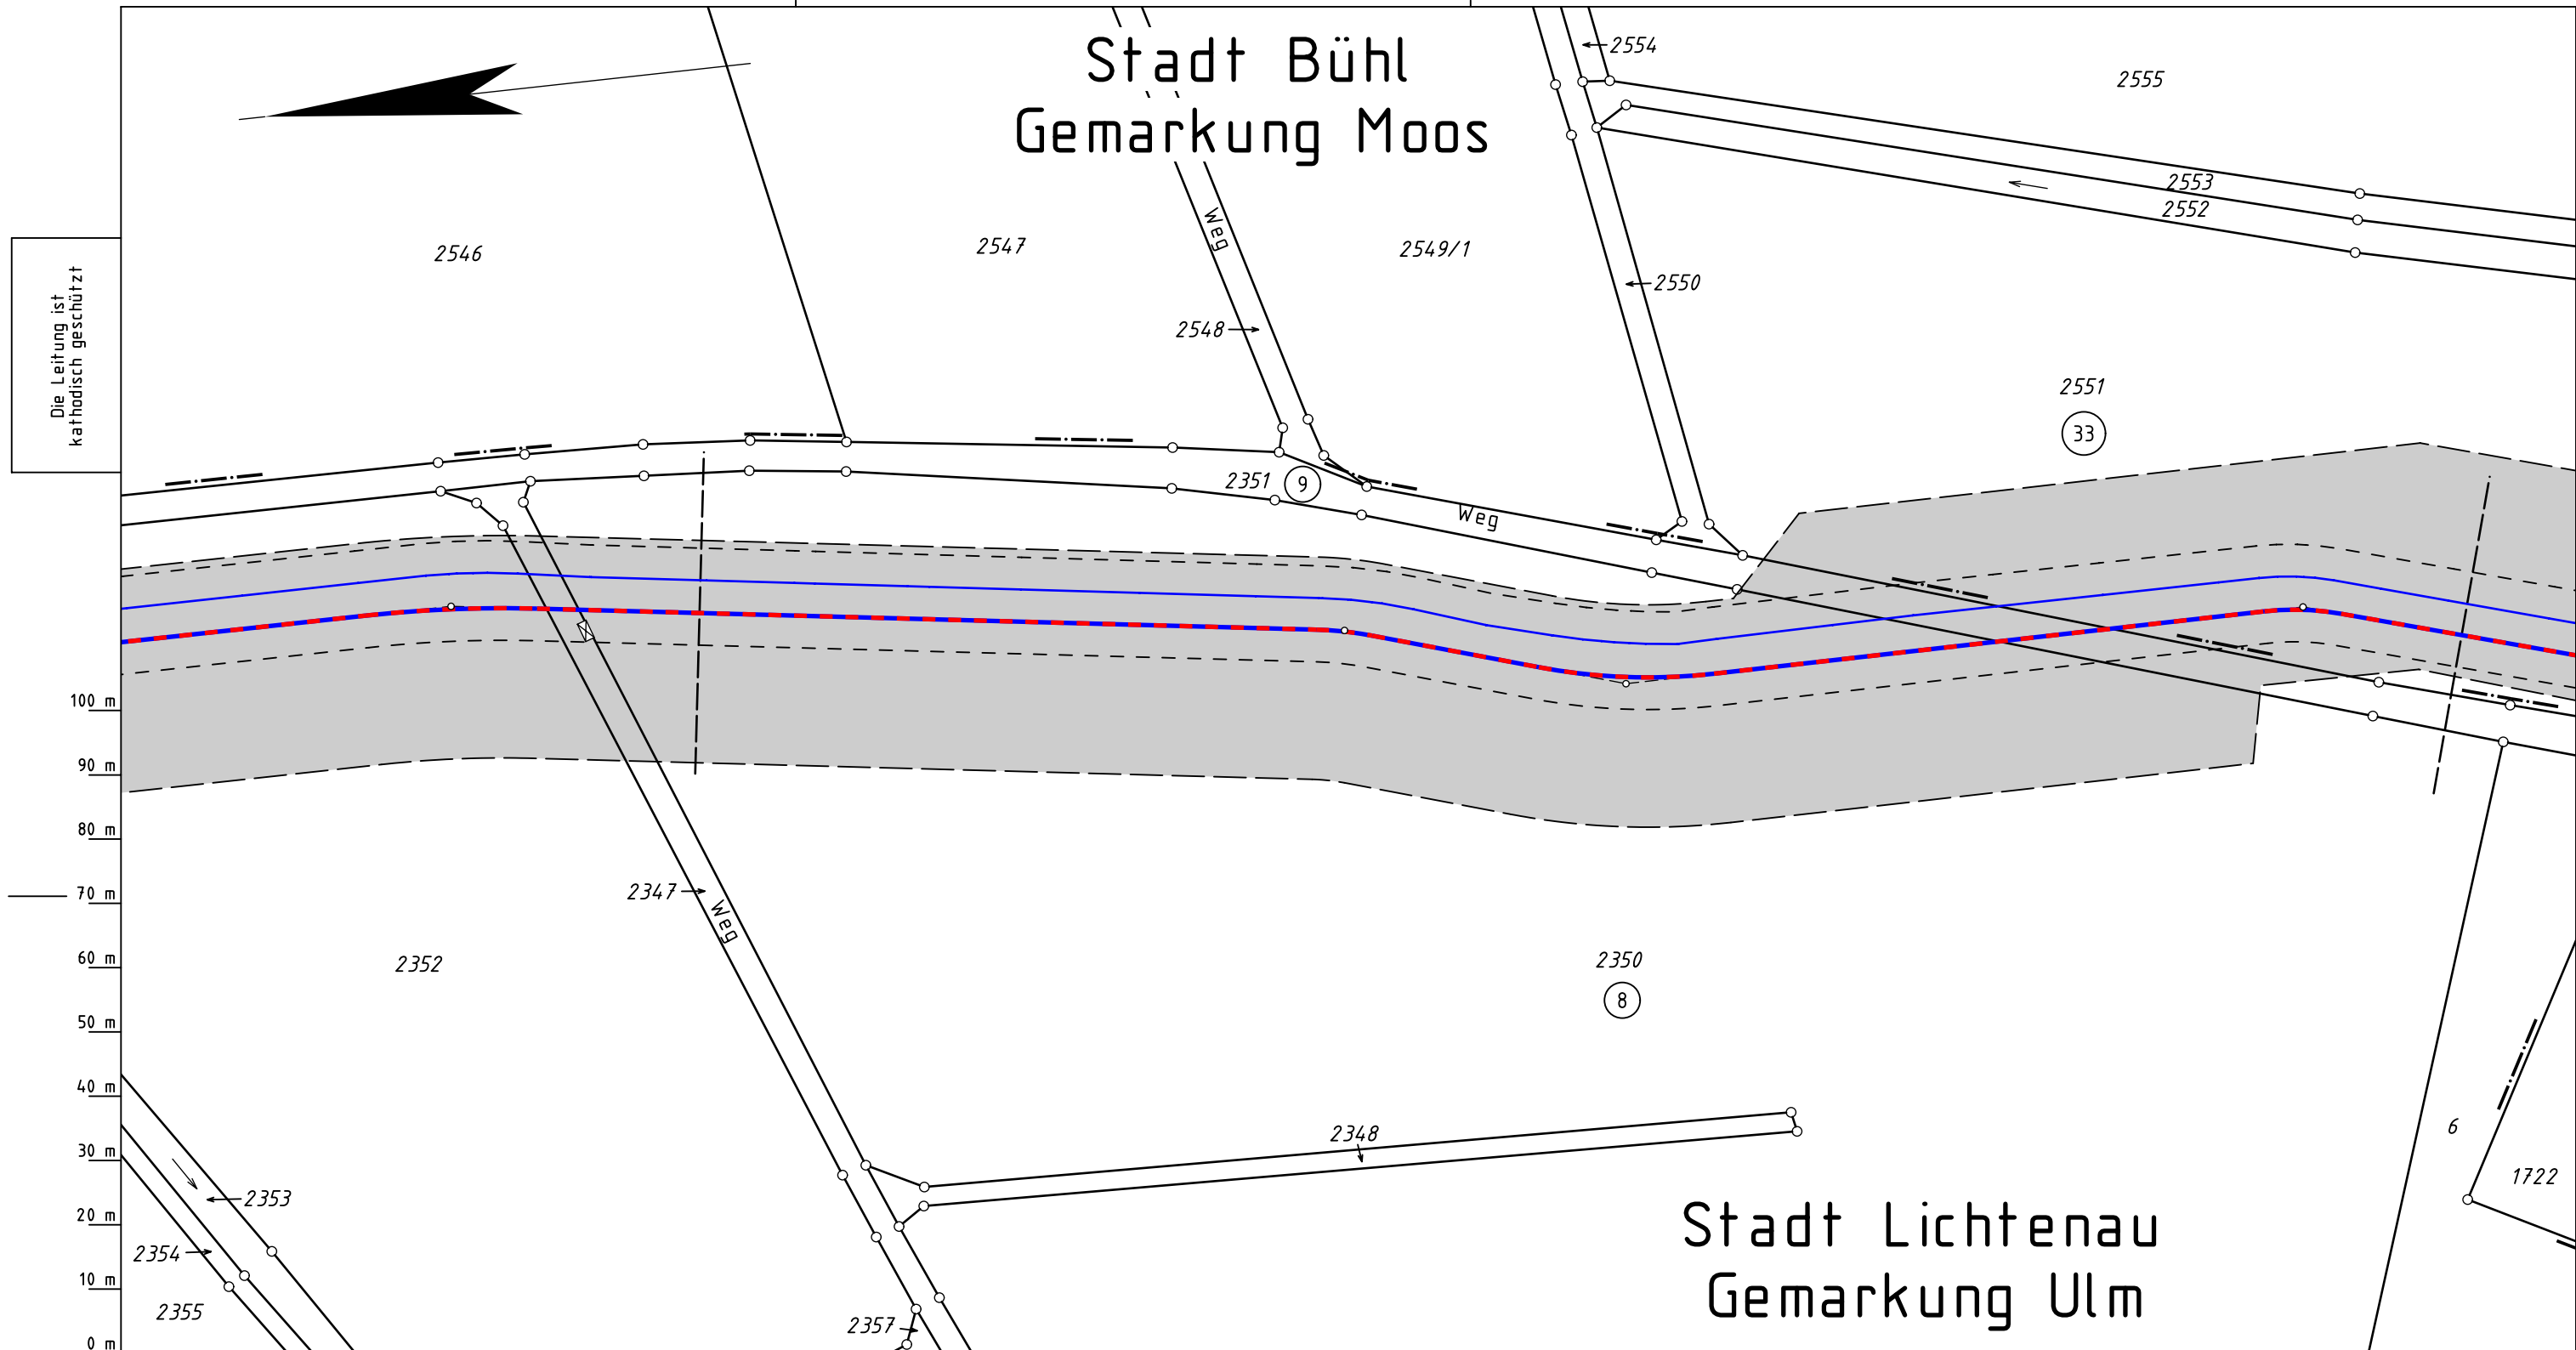 Stadt Bühl
Gemarkung Moos
2554
2555
2553
2552
2546
2547
Weg
2549/1
2550
2548
Die Leitung ist
kathodisch geschützt
2551
33
2351
9
Weg
100 m
90 m
80 m
70 m
60 m
50 m
40 m
30 m
20 m
10 m
0 m
2347
Weg
2352
2350
8
2348
6
1722
2353
2354
2355
2357
Stadt Lichtenau
Gemarkung Ulm